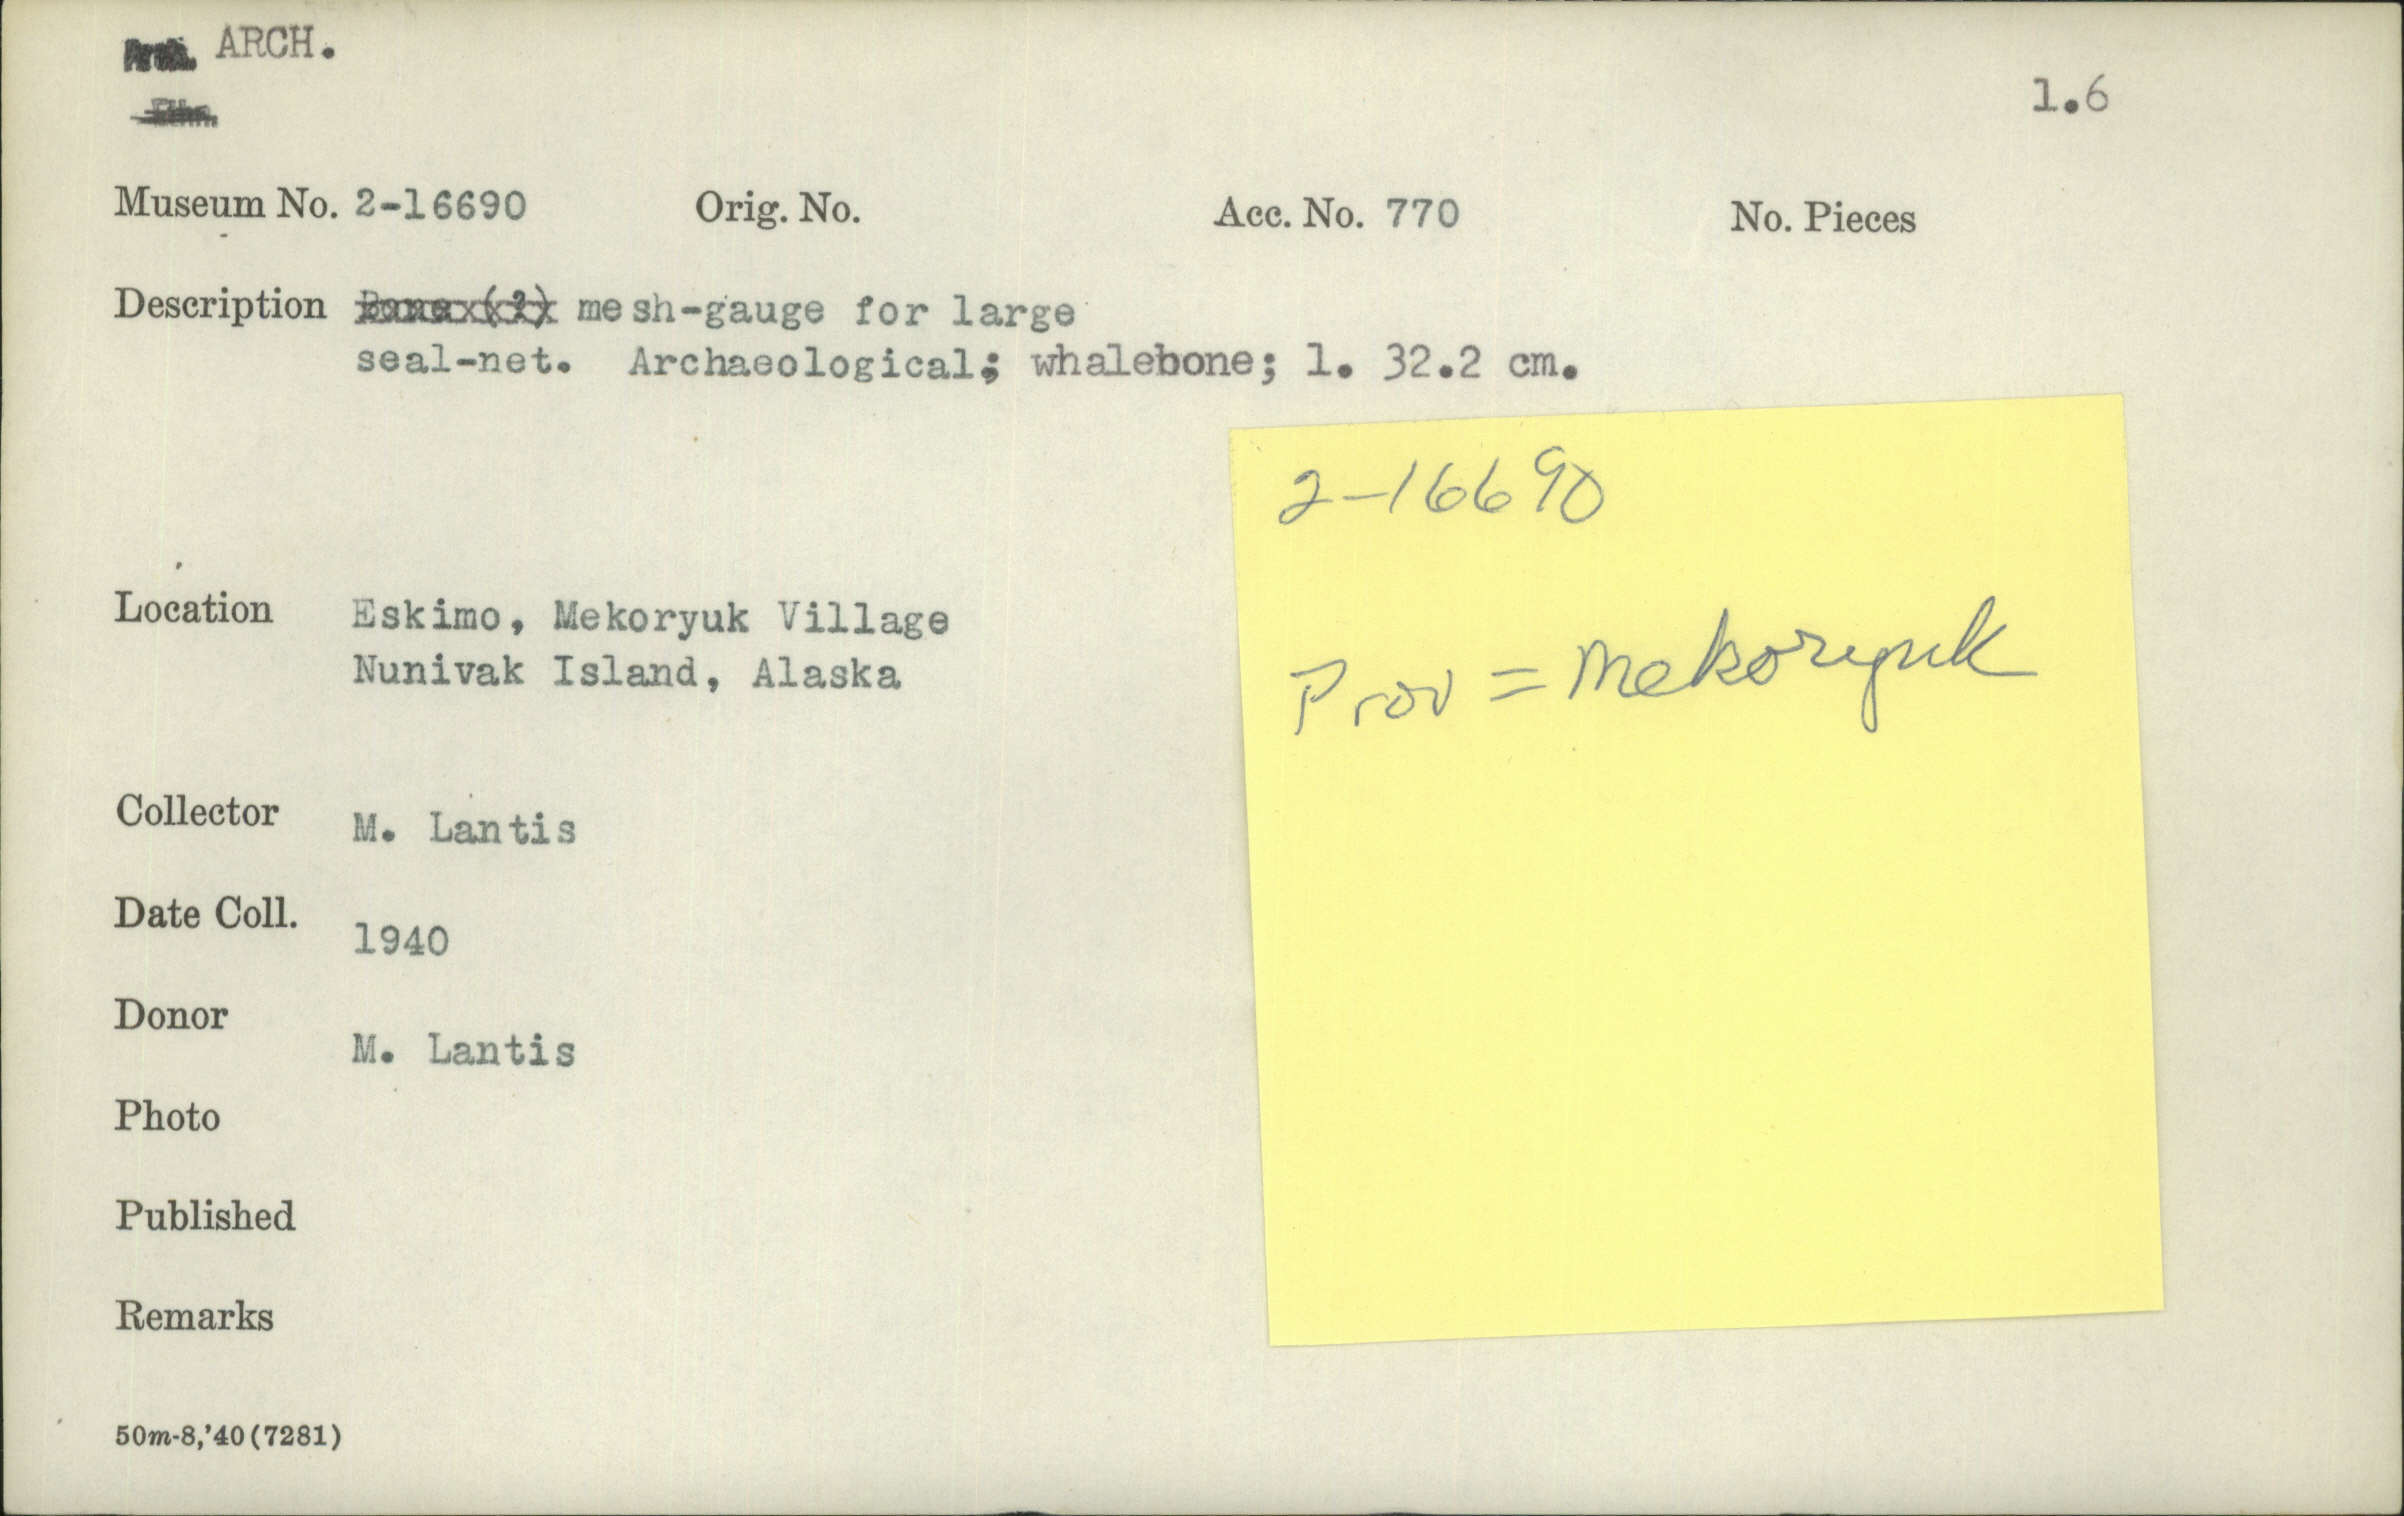 ARCH.
1.6
Museum No. 2-16690 Orig. No. Acc. No. 770 No. Pieces
Description mesh-gauge for large
seal-net. Archaeological; whalebone; l. 32.2 cm.
2-16690
Prov = Mekoryuk
Location Eskimo, Mekoryuk Village
Nunivak Island, Alaska
Collector M. Lantis
Date Coll. 1940
Donor M. Lantis
Photo
Published
Remarks
50m-8,'40(7281)